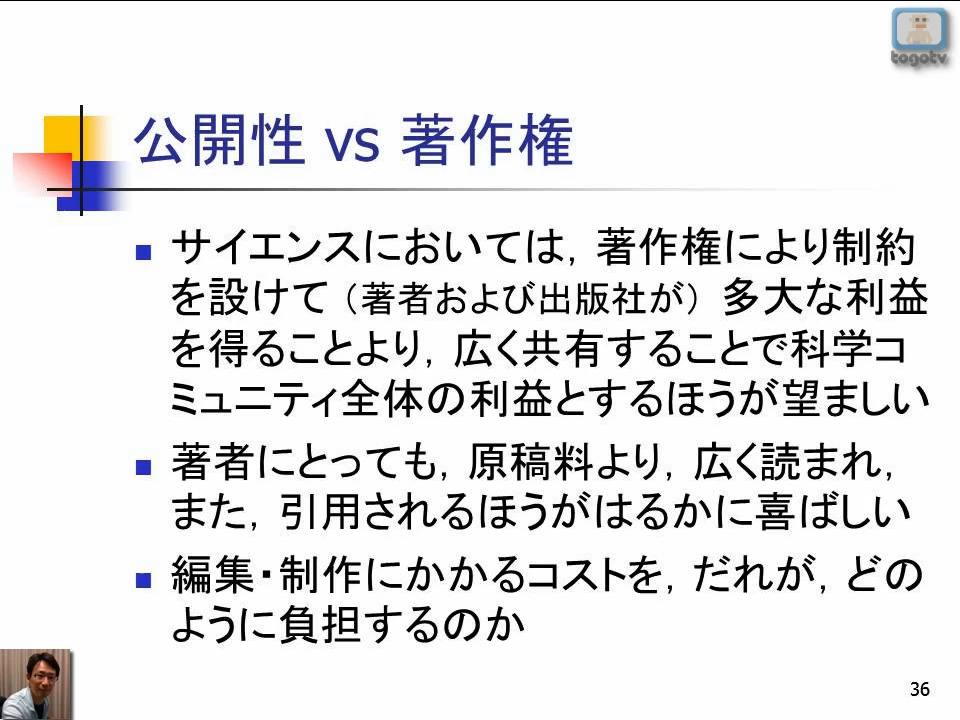 togotv
公開性 vs 著作権
サイエンスにおいては，著作権により制約
を設けて（著者および出版社が）多大な利益
を得ることより，広く共有することで科学コ
ミュニティ全体の利益とするほうが望ましい
著者にとっても，原稿料より，広く読まれ，
また，引用されるほうがはるかに喜ばしい
編集・制作にかかるコストを，だれが，どの
ように負担するのか
36